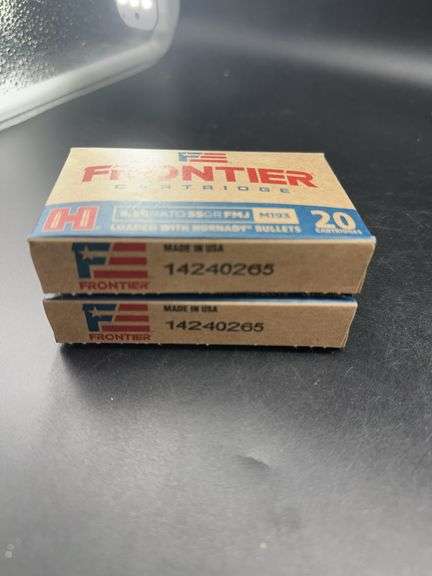 FRONTIER
CARTRIDGE
H
5.56 NATO 55GR FMJ M193 20
LOADED WITH HORNADY® BULLETS CARTRIDGES
MADE IN USA
14240265
FRONTIER
MADE IN USA
14240265
FRONTIER